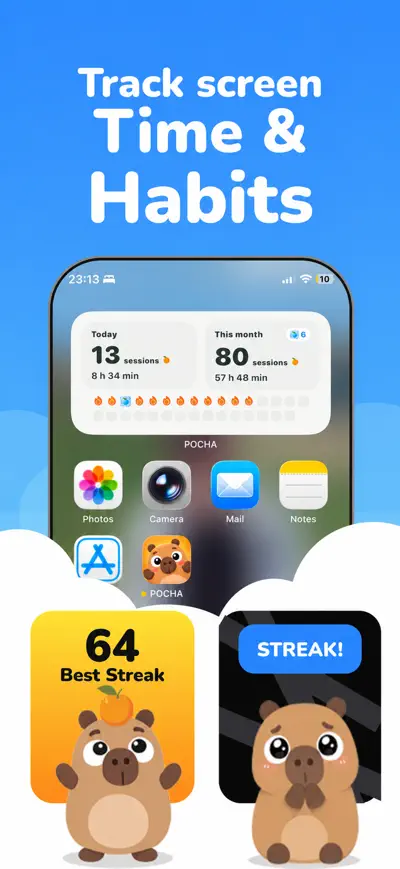 Track screen
Time &
Habits
23:13
10
Today
13 sessions
8 h 34 min
This month
6
80 sessions
57 h 48 min
POCHA
Photos
Camera
Mail
Notes
POCHA
64
Best Streak
STREAK!